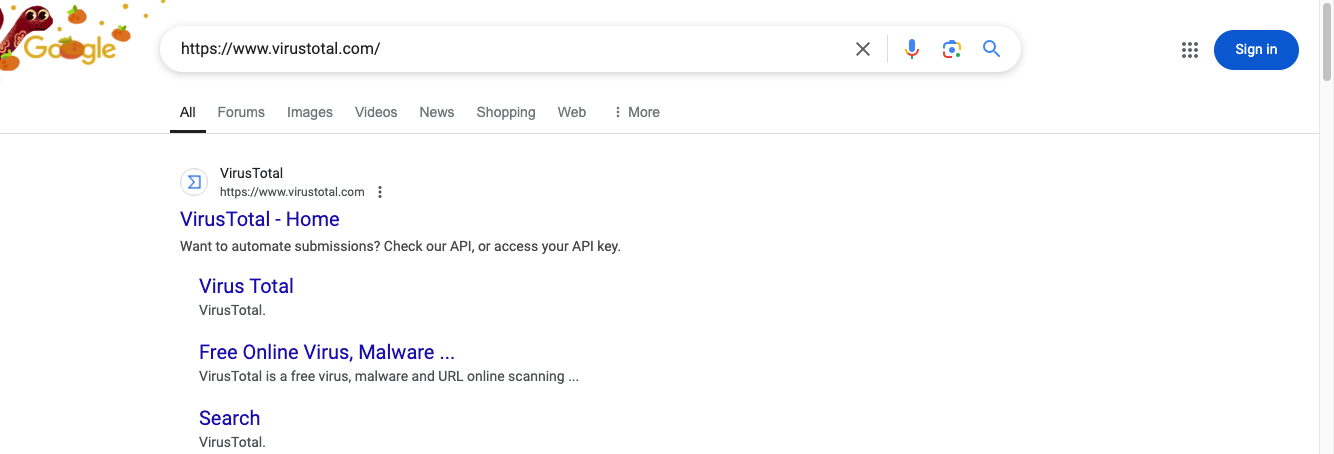 Google
https://www.virustotal.com/
Sign in
All Forums Images Videos News Shopping Web More
VirusTotal
https://www.virustotal.com
VirusTotal - Home
Want to automate submissions? Check our API, or access your API key.
Virus Total
VirusTotal.
Free Online Virus, Malware ...
VirusTotal is a free virus, malware and URL online scanning ...
Search
VirusTotal.